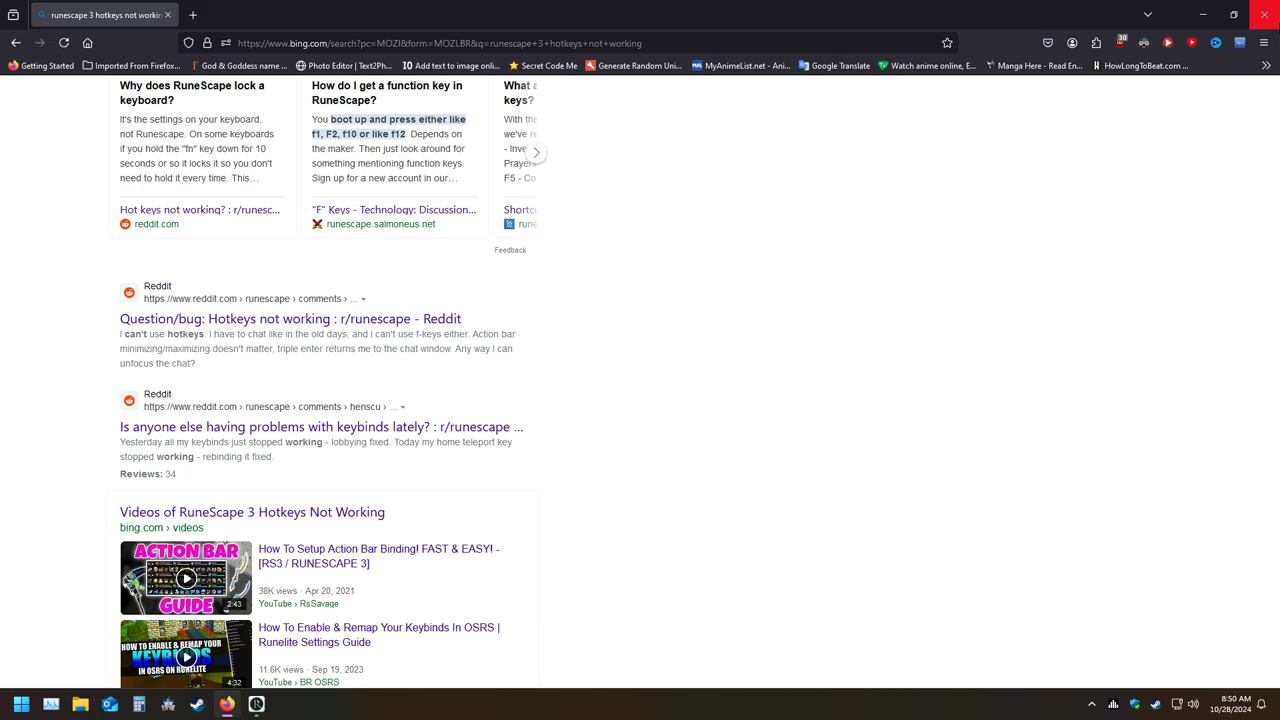 runescape 3 hotkeys not workin
https://www.bing.com/search?pc=MOZI&form=MOZLBR&q=runescape+3+hotkeys+not+working
Getting Started
Imported From Firefox...
God & Goddess name ...
Photo Editor | Text2Ph...
Add text to image onli...
Secret Code Me
Generate Random Uni...
MyAnimeList.net - Ani...
Google Translate
Watch anime online, E...
Manga Here - Read En...
HowLongToBeat.com ...
Why does RuneScape lock a
keyboard?
It's the settings on your keyboard,
not Runescape. On some keyboards
if you hold the "fn" key down for 10
seconds or so it locks it so you don't
need to hold it every time. This…
Hot keys not working? : r/runesc...
reddit.com
How do I get a function key in
RuneScape?
You boot up and press either like
f1, F2, f10 or like f12. Depends on
the maker. Then just look around for
something mentioning function keys.
Sign up for a new account in our…
"F" Keys - Technology: Discussion...
runescape.salmoneus.net
What a
keys?
With the
we've re
- Inve
Prayer
F5 - Co
Shortcu
rune
Feedback
Reddit
https://www.reddit.com › runescape › comments › ...
Question/bug: Hotkeys not working : r/runescape - Reddit
I can't use hotkeys: I have to chat like in the old days, and I can't use f-keys either. Action bar
minimizing/maximizing doesn't matter, triple enter returns me to the chat window. Any way I can
unfocus the chat?
Reddit
https://www.reddit.com › runescape › comments › henscu › ...
Is anyone else having problems with keybinds lately? : r/runescape ...
Yesterday all my keybinds just stopped working - lobbying fixed. Today my home teleport key
stopped working - rebinding it fixed.
Reviews: 34
Videos of RuneScape 3 Hotkeys Not Working
bing.com › videos
ACTION BAR
GUIDE
2:43
How To Setup Action Bar Binding! FAST & EASY! -
[RS3 / RUNESCAPE 3]
38K views · Apr 20, 2021
YouTube › RsSavage
HOW TO ENABLE & REMAP YOUR
KEYBINDS
IN OSRS ON RUNELITE
4:32
How To Enable & Remap Your Keybinds In OSRS |
Runelite Settings Guide
11.6K views · Sep 19, 2023
YouTube › BR OSRS
8:50 AM
10/28/2024